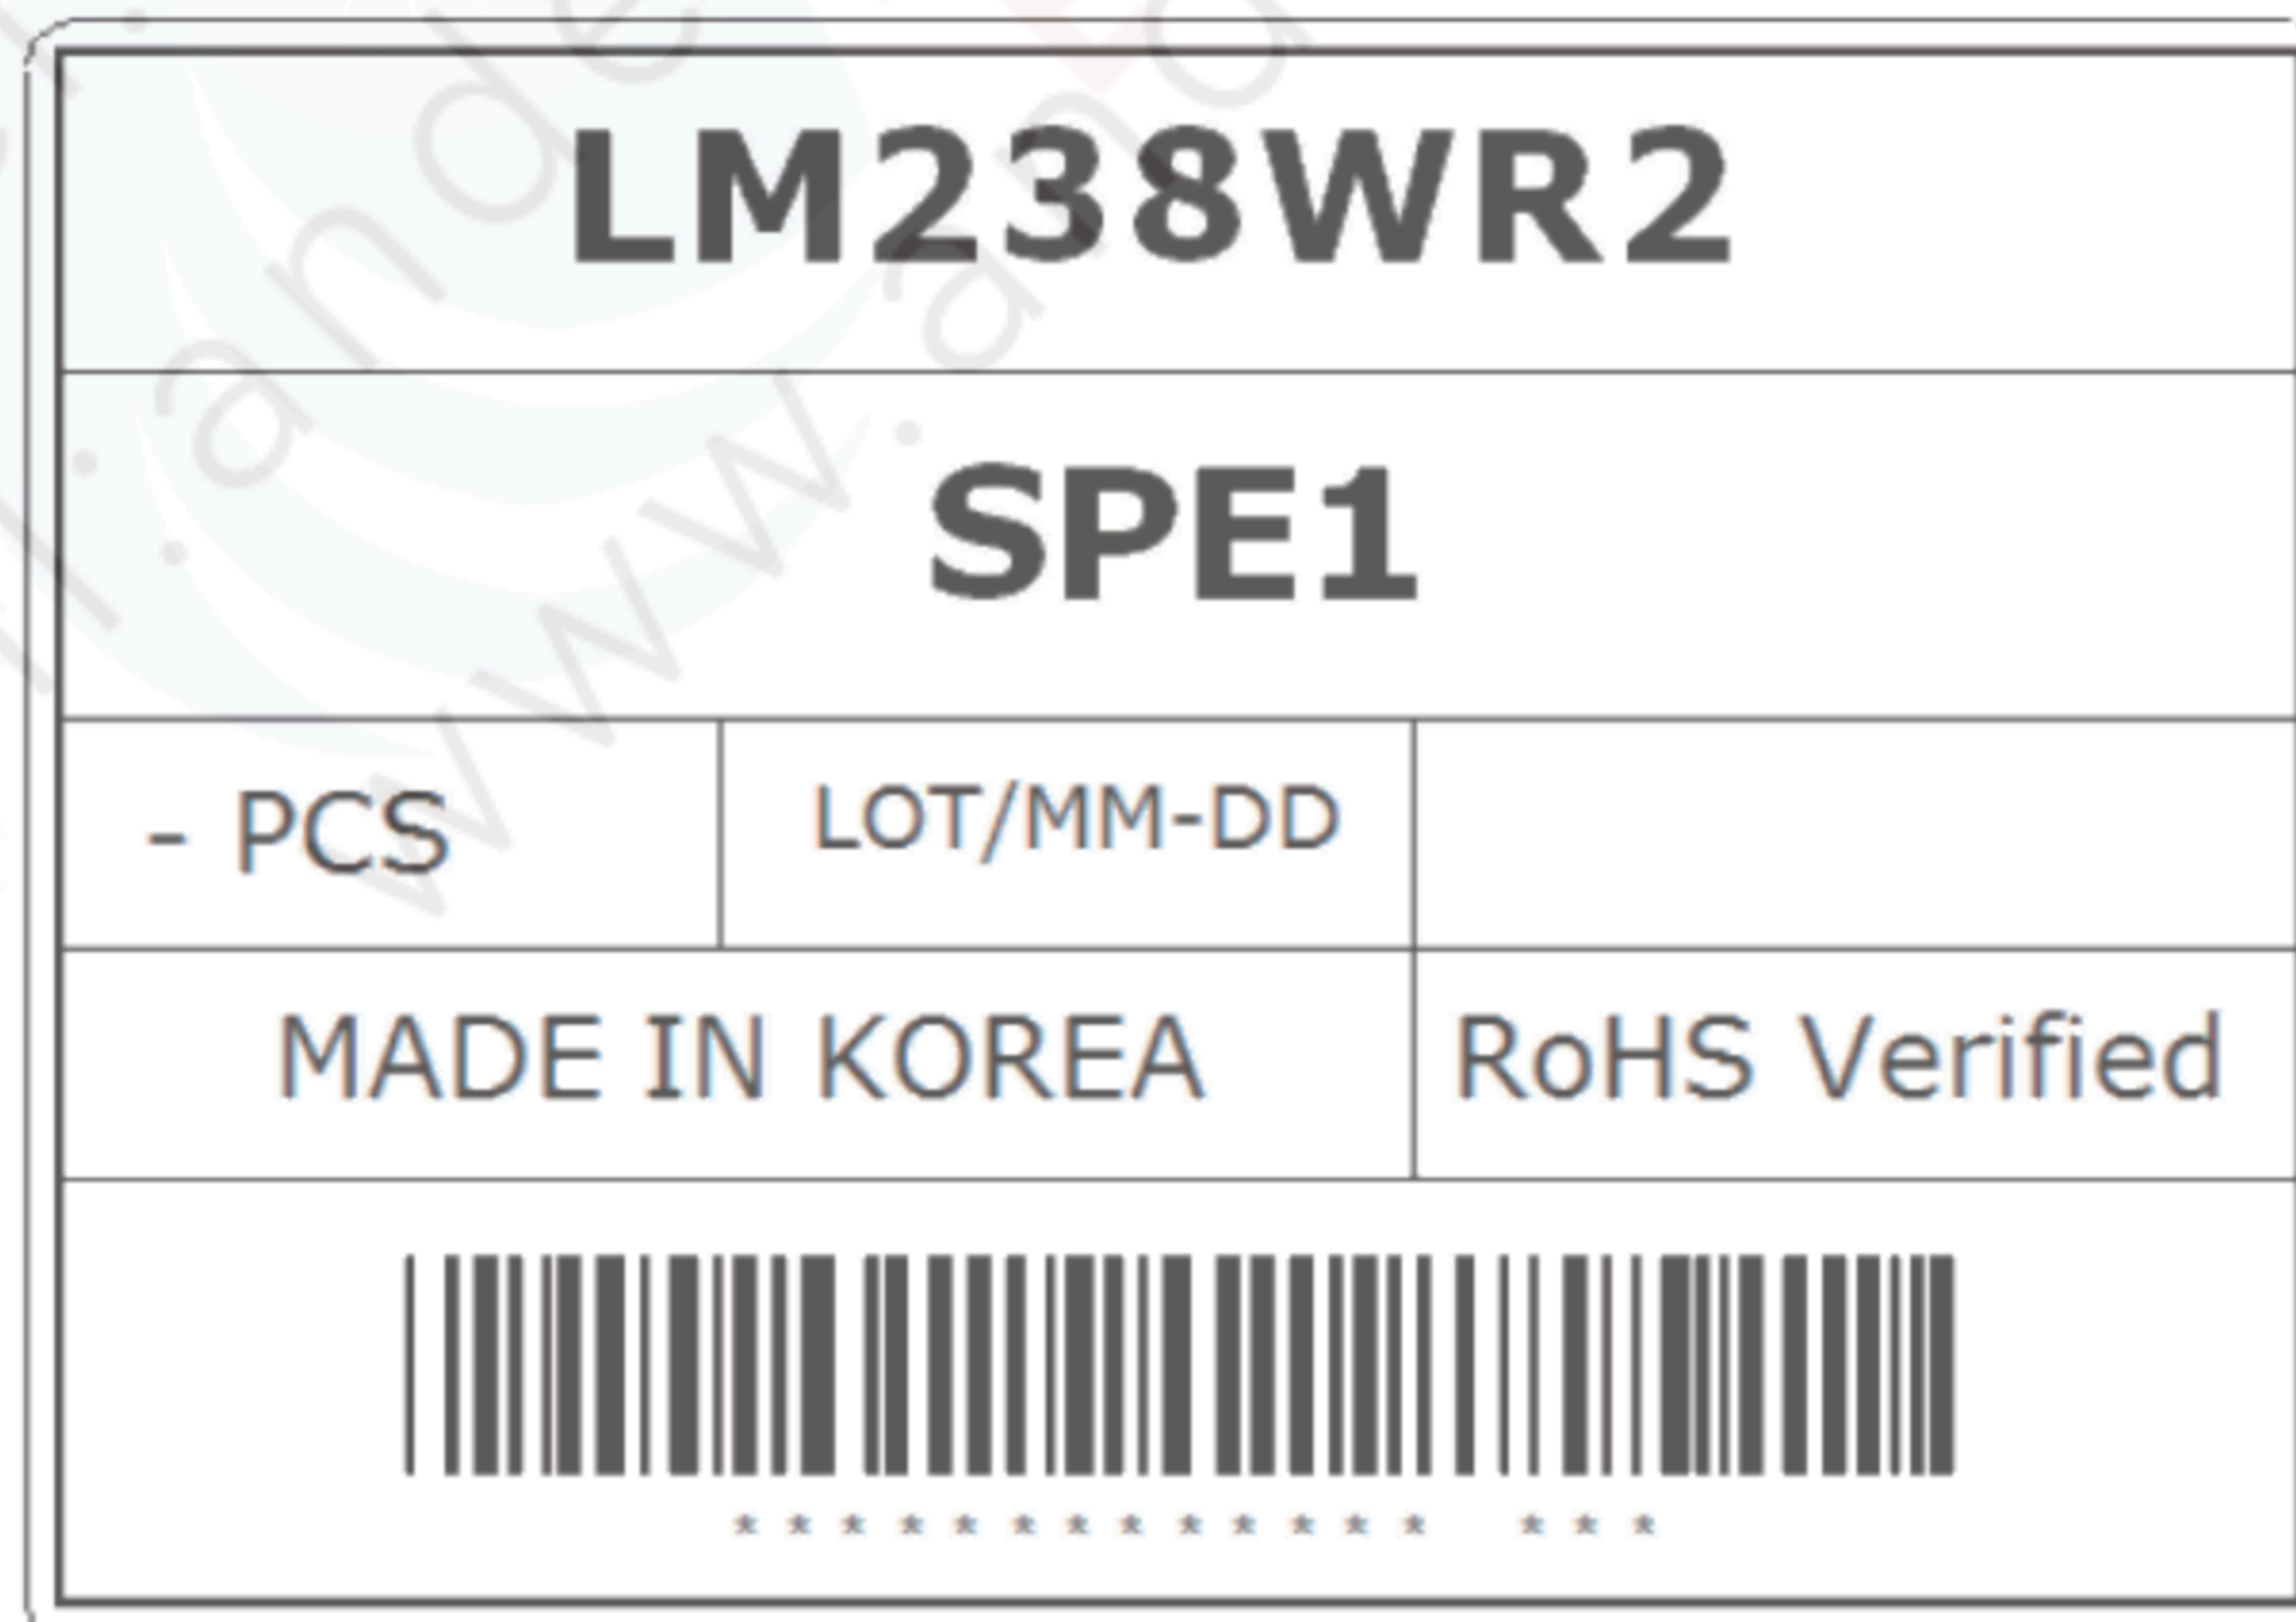 LM238WR2
SPE1
- PCS LOT/MM-DD
MADE IN KOREA RoHS Verified
************* ***